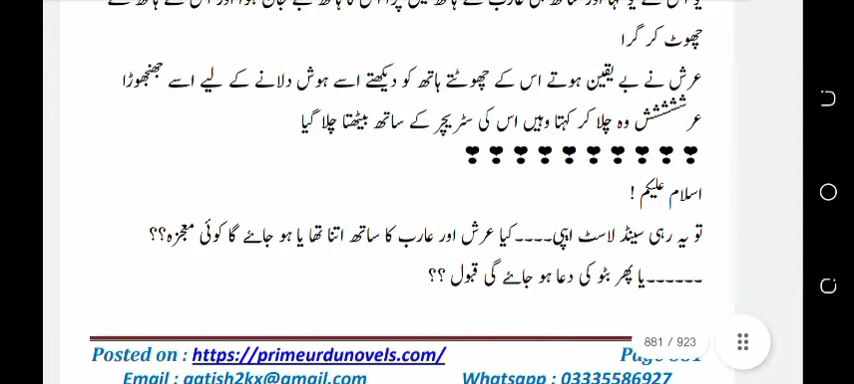 چھوٹ کر گرا
عرش نے بے یقین ہوتے اس کے چھوٹتے ہاتھ کو دیکھتے اسے ہوش دلانے کے لیے اسے جھنجھوڑا
عرشششششش وہ چلا کر کہتا وہیں اس کی سٹریچر کے ساتھ بیٹھتا چلا گیا
❣❣❣❣❣❣❣❣❣❣
اسلام علیکم !
تو یہ رہی سینڈ لاسٹ ایپی----کیا عرش اور عارب کا ساتھ اتنا تھا یا ہو جائے گا کوئی معجزہ؟؟
------یا پھر بٹو کی دعا ہو جائے گی قبول ؟؟
881 / 923
Posted on : https://primeurdunovels.com/ Page 881
Email : aatish2kx@gmail.com Whatsapp : 03335586927